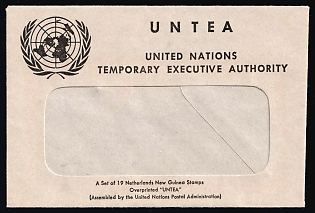 UNTEA
UNITED NATIONS
TEMPORARY EXECUTIVE AUTHORITY
A Set of 19 Netherlands New Guinea Stamps
Overprinted "UNTEA"
(Assembled by the United Nations Postal Administration)